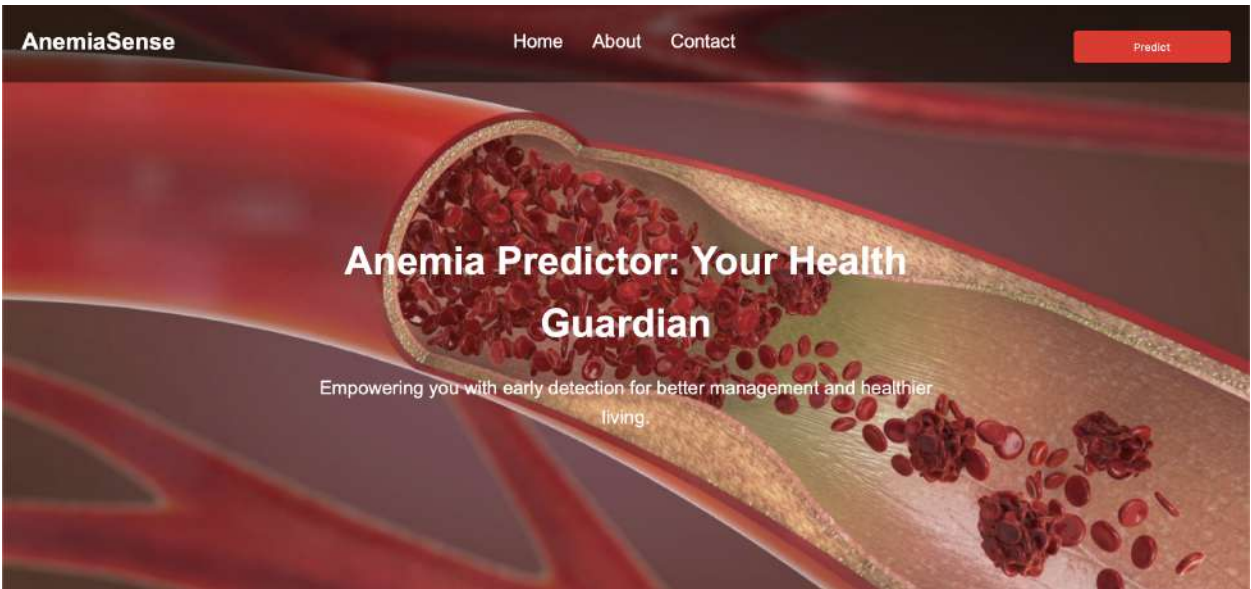 AnemiaSense
Home About Contact
Predict
Anemia Predictor: Your Health
Guardian
Empowering you with early detection for better management and healthier
living.